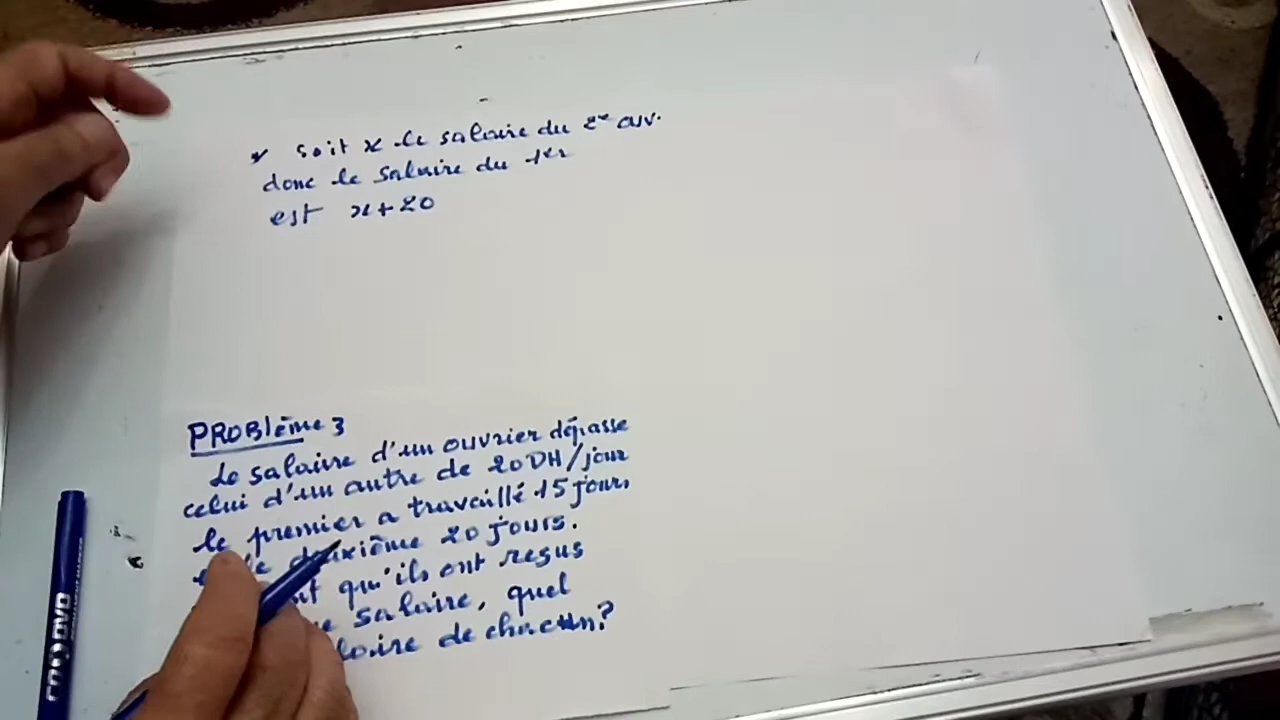 * soit x le salaire du 2e ouv.
donc le salaire du 1er
est x+20
PROBlème 3
Le salaire d'un ouvrier dépasse
celui d'un autre de 20DH/jour
le premier a travaillé 15 jours
le deuxième 20 jours.
qu'ils ont reçus
salaire, quel
de chacun?
CD DVD